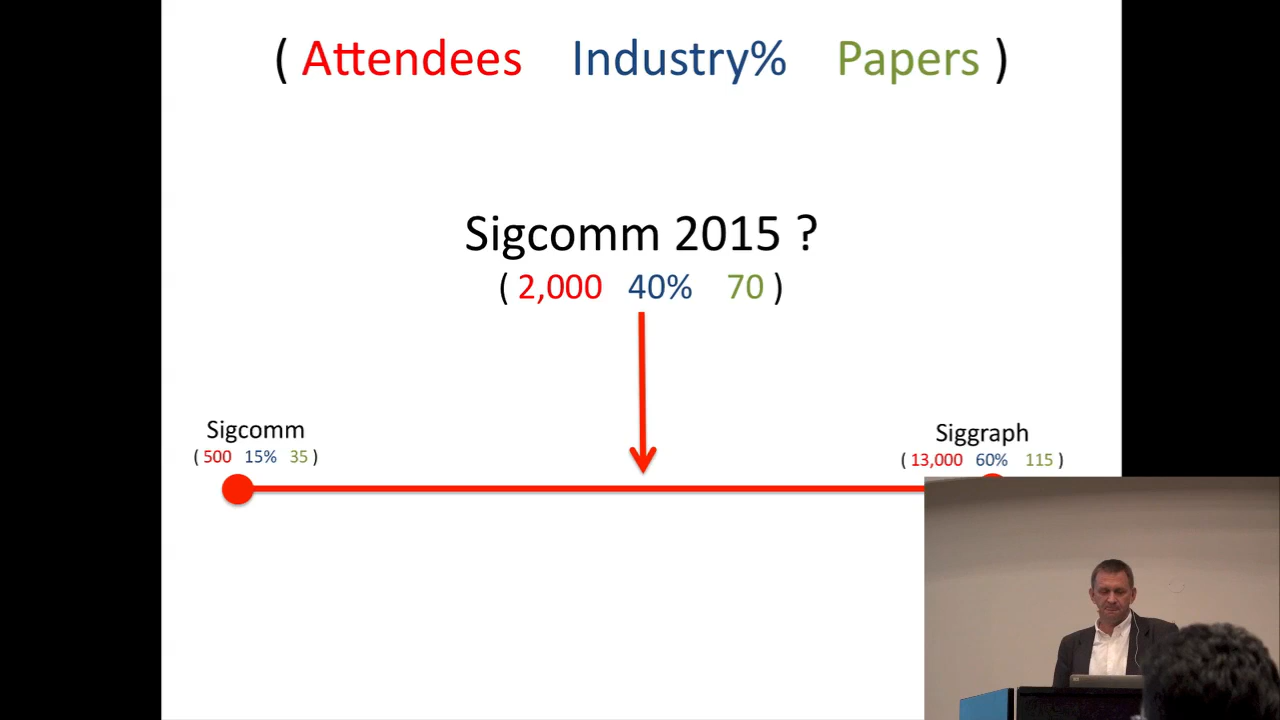 ( Attendees Industry% Papers )
Sigcomm 2015 ?
( 2,000 40% 70 )
Sigcomm
( 500 15% 35 )
Siggraph
( 13,000 60% 115 )